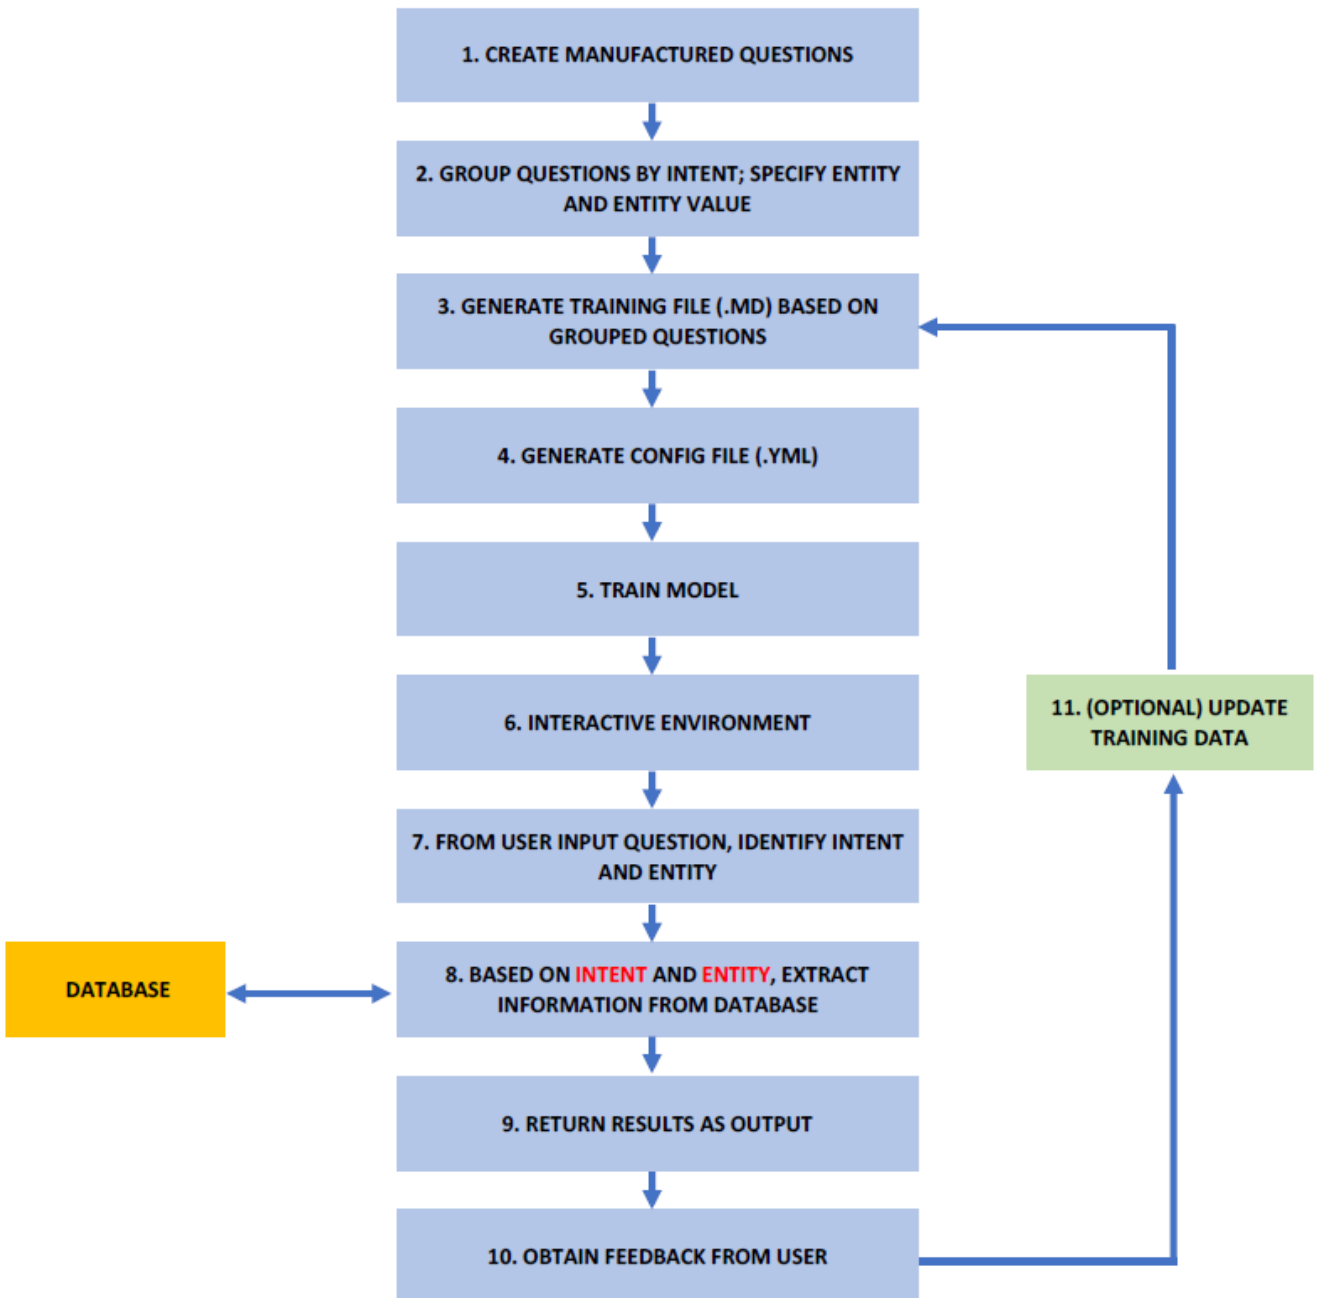 1. CREATE MANUFACTURED QUESTIONS
2. GROUP QUESTIONS BY INTENT; SPECIFY ENTITY
AND ENTITY VALUE
3. GENERATE TRAINING FILE (.MD) BASED ON
GROUPED QUESTIONS
4. GENERATE CONFIG FILE (.YML)
5. TRAIN MODEL
6. INTERACTIVE ENVIRONMENT
11. (OPTIONAL) UPDATE
TRAINING DATA
7. FROM USER INPUT QUESTION, IDENTIFY INTENT
AND ENTITY
DATABASE
8. BASED ON INTENT AND ENTITY, EXTRACT
INFORMATION FROM DATABASE
9. RETURN RESULTS AS OUTPUT
10. OBTAIN FEEDBACK FROM USER